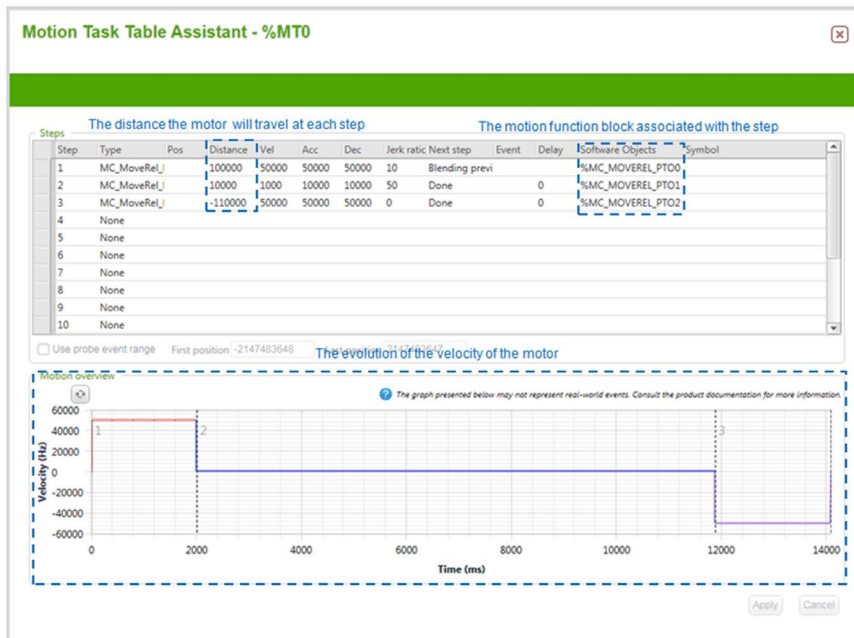 Motion Task Table Assistant - %MT0
The distance the motor will travel at each step
The motion function block associated with the step
Steps
Step Type Pos Distance Vel Acc Dec Jerk ratic Next step Event Delay Software Objects Symbol
1 MC_MoveRel_I 100000 50000 50000 50000 10 Blending previ %MC_MOVEREL_PTO0
2 MC_MoveRel_I 10000 1000 10000 10000 50 Done 0 %MC_MOVEREL_PTO1
3 MC_MoveRel_I -110000 50000 50000 50000 0 Done 0 %MC_MOVEREL_PTO2
4 None
5 None
6 None
7 None
8 None
9 None
10 None
Use probe event range First position -2147483648 Last position 2147483647
The evolution of the velocity of the motor
Motion overview
The graph presented below may not represent real-world events. Consult the product documentation for more information.
60000
40000
20000
0
-20000
-40000
-60000
Velocity (Hz)
1 2 3
0 2000 4000 6000 8000 10000 12000 14000
Time (ms)
Apply Cancel